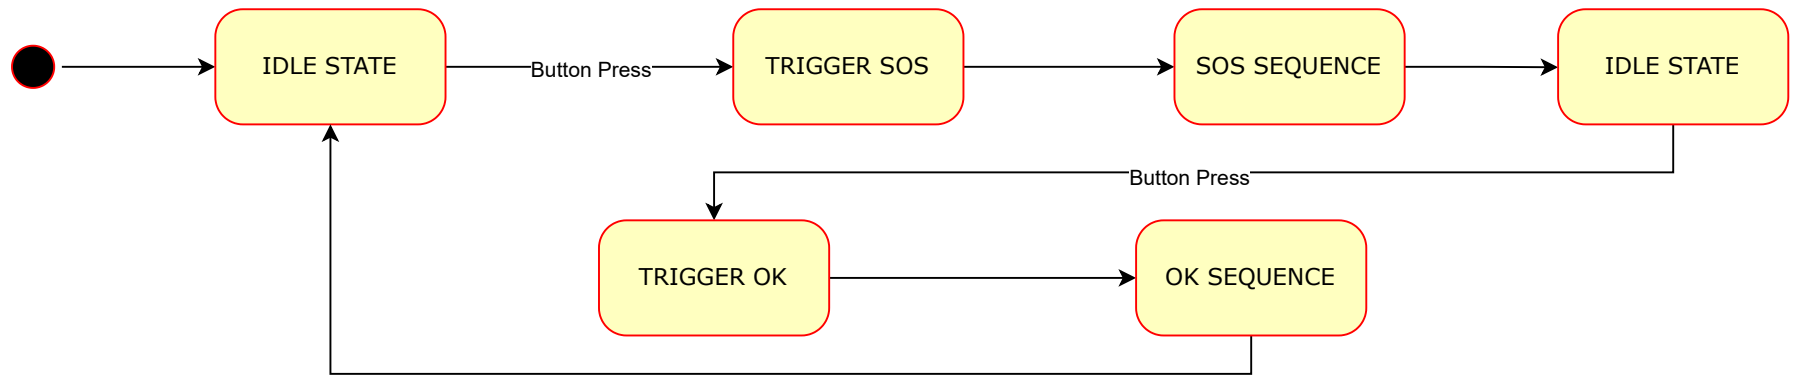 IDLE STATE
Button Press
TRIGGER SOS
SOS SEQUENCE
IDLE STATE
Button Press
TRIGGER OK
OK SEQUENCE